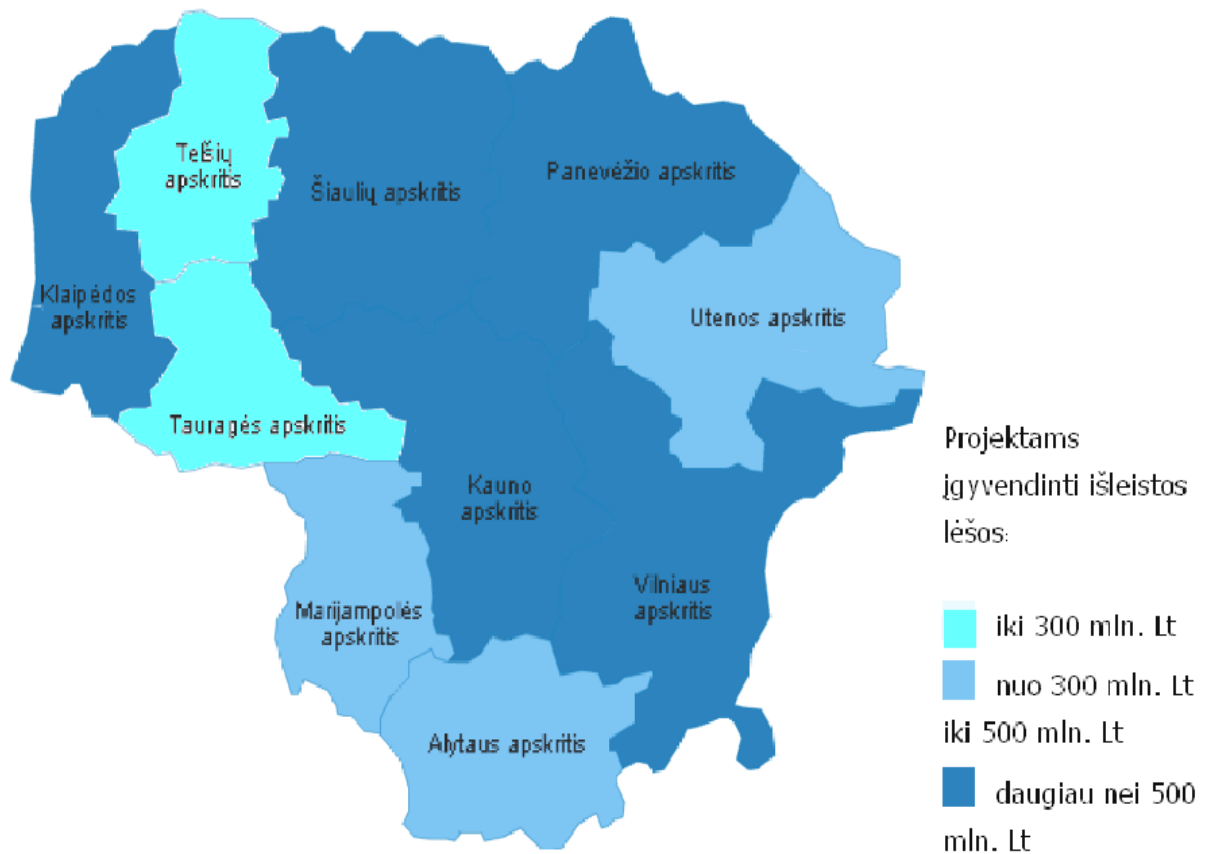 Telšių
apskritis
Šiaulių apskritis
Panevėžio apskritis
Klaipėdos
apskritis
Utenos apskritis
Tauragės apskritis
Kauno
apskritis
Vilniaus
apskritis
Marijampolės
apskritis
Alytaus apskritis
Projektams
įgyvendinti išleistos
lėšos:
iki 300 mln. Lt
nuo 300 mln. Lt
iki 500 mln. Lt
daugiau nei 500
mln. Lt